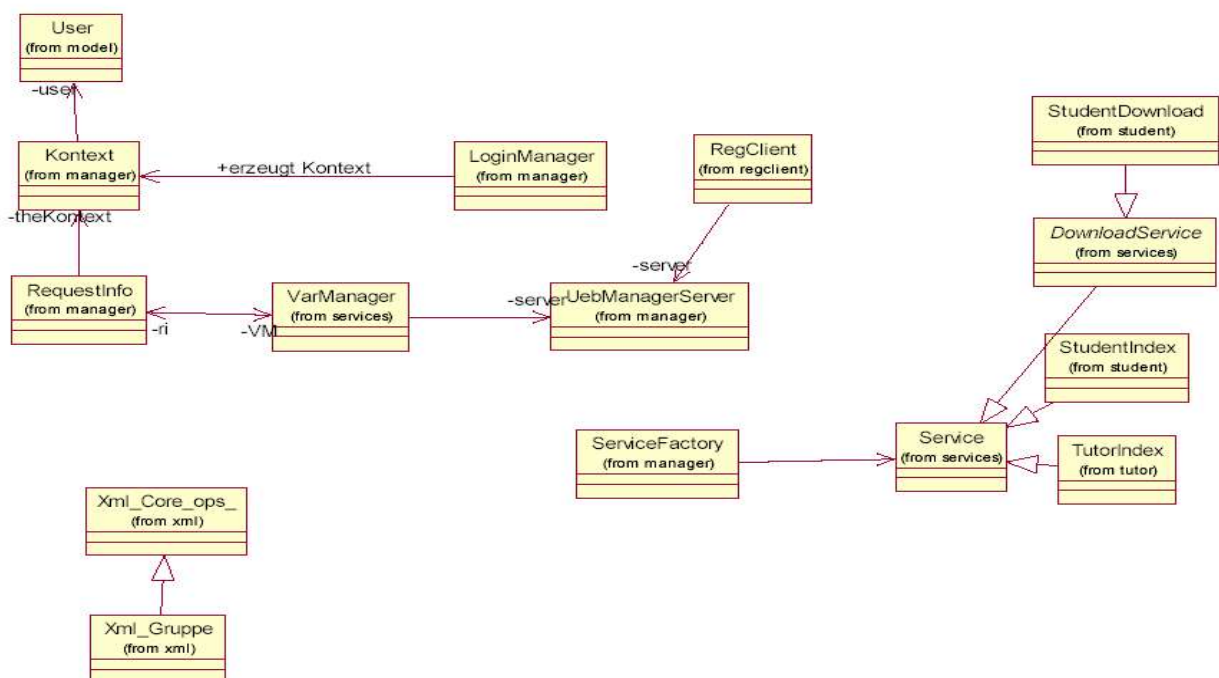 User
(from model)
-user
Kontext
(from manager)
+erzeugt Kontext
LoginManager
(from manager)
RegClient
(from regclient)
StudentDownload
(from student)
-theKontext
DownloadService
(from services)
-server
RequestInfo
(from manager)
-ri
-VM
VarManager
(from services)
-server
UebManagerServer
(from manager)
StudentIndex
(from student)
ServiceFactory
(from manager)
Service
(from services)
TutorIndex
(from tutor)
Xml_Core_ops_
(from xml)
Xml_Gruppe
(from xml)